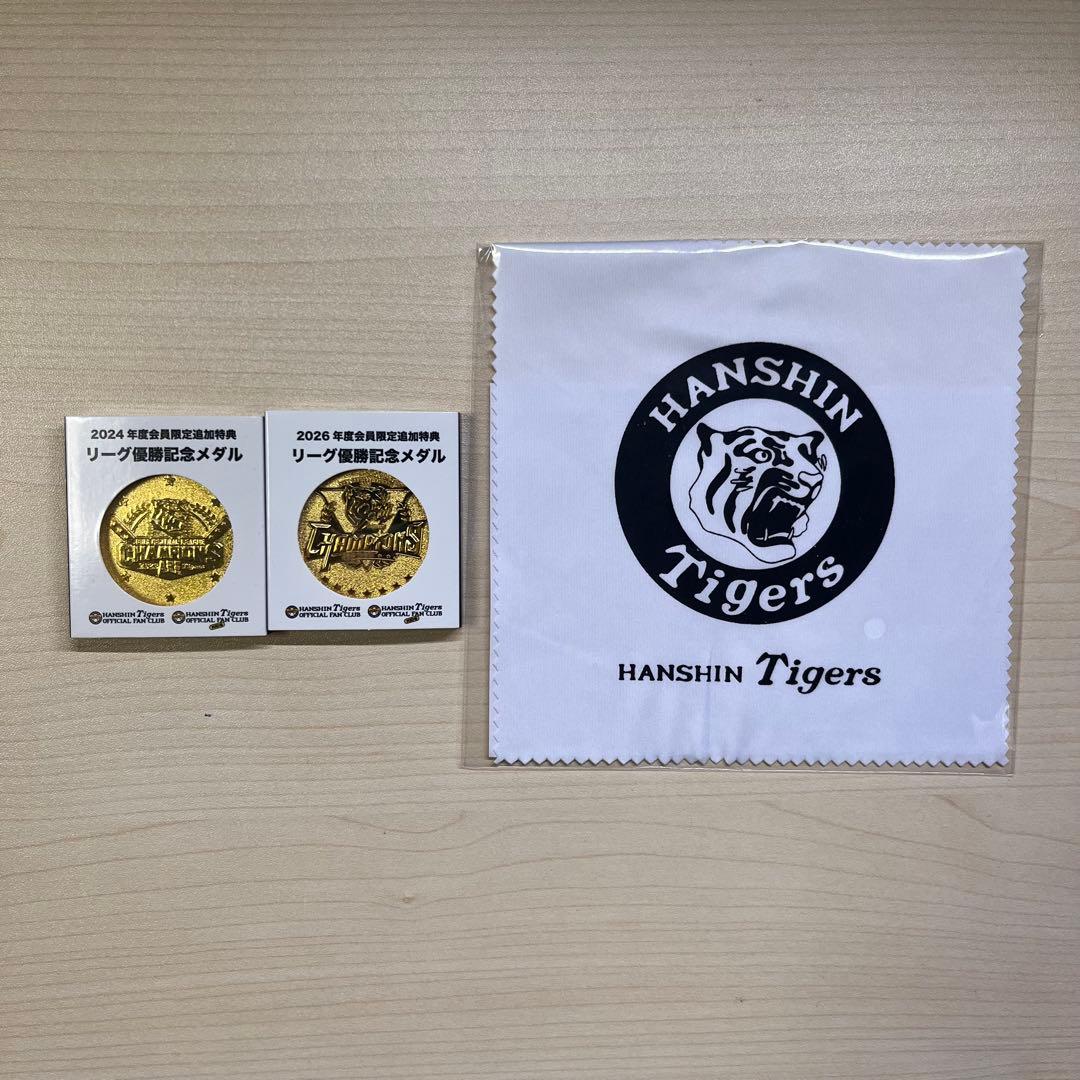 2024 年度会員限定追加特典
リーグ優勝記念メダル
CHAMPIONS
HANSHIN Tigers
OFFICIAL FAN CLUB
HANSHIN Tigers
OFFICIAL FAN CLUB
2026 年度会員限定追加特典
リーグ優勝記念メダル
CHAMPIONS
HANSHIN Tigers
OFFICIAL FAN CLUB
HANSHIN Tigers
OFFICIAL FAN CLUB
HANSHIN
Tigers
HANSHIN Tigers